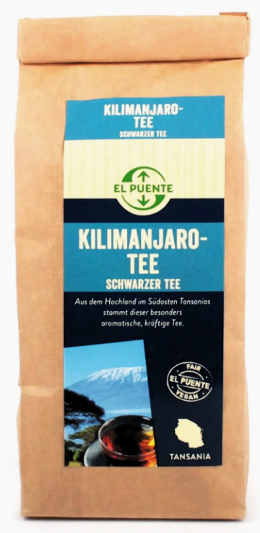 KILIMANJARO-
TEE
SCHWARZER TEE
EL PUENTE
KILIMANJARO-
TEE
SCHWARZER TEE
Aus dem Hochland im Südosten Tansanias
stammt dieser besonders
aromatische, kräftige Tee.
FAIR
EL PUENTE
VEGAN
TANSANIA